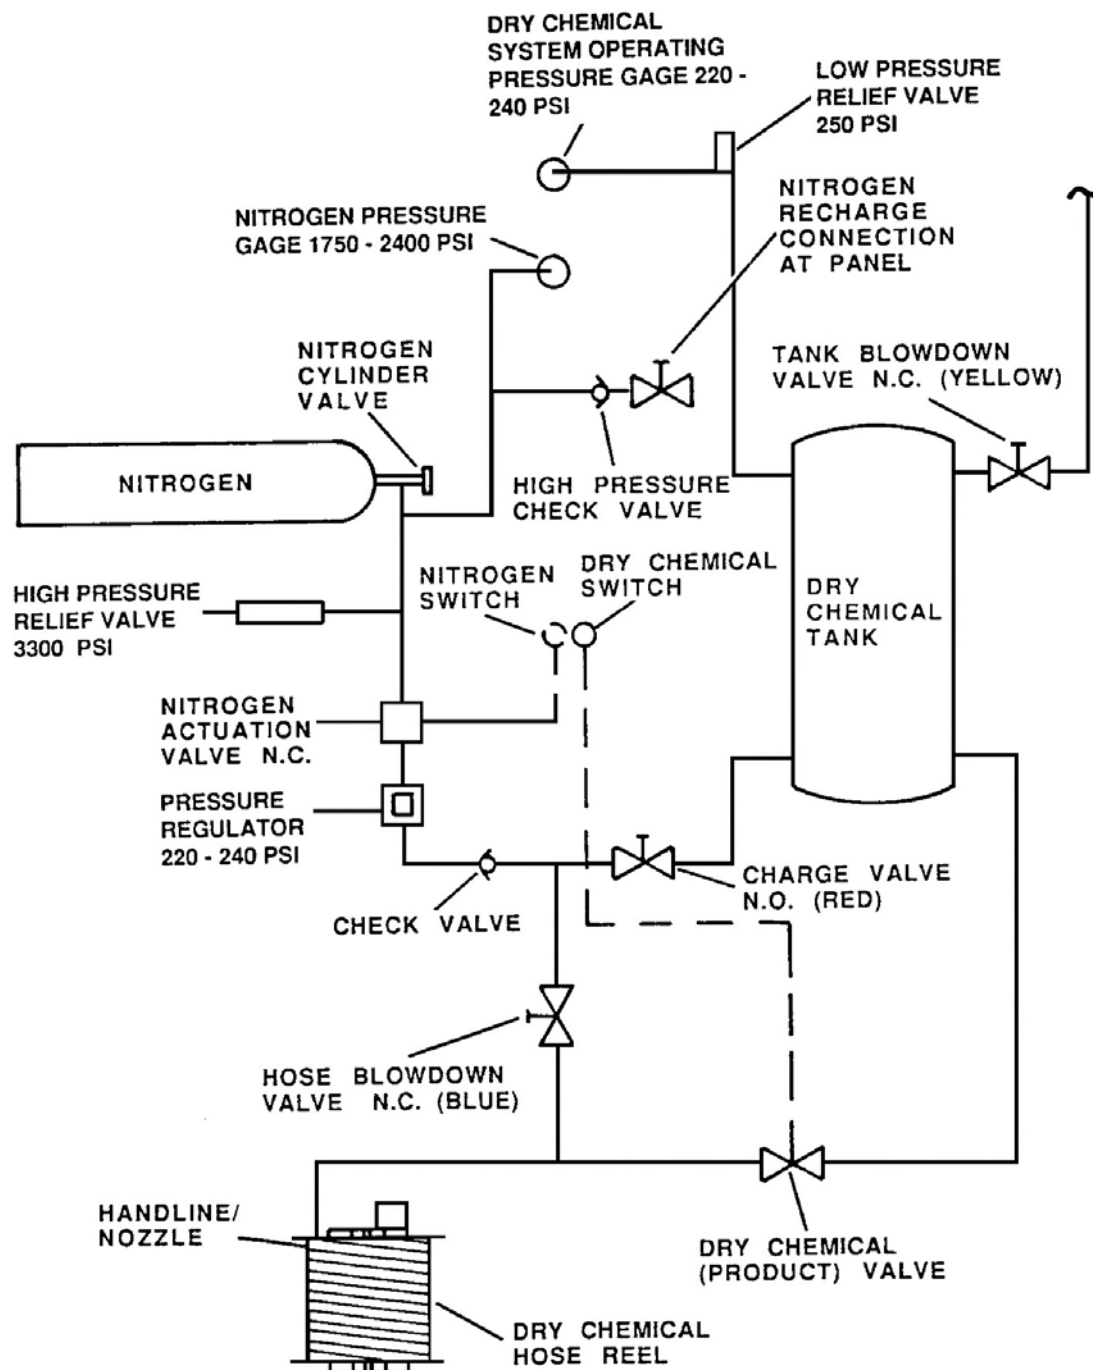 DRY CHEMICAL
SYSTEM OPERATING
PRESSURE GAGE 220 -
240 PSI
LOW PRESSURE
RELIEF VALVE
250 PSI
NITROGEN PRESSURE
GAGE 1750 - 2400 PSI
NITROGEN
RECHARGE
CONNECTION
AT PANEL
NITROGEN
CYLINDER
VALVE
TANK BLOWDOWN
VALVE N.C. (YELLOW)
NITROGEN
HIGH PRESSURE
CHECK VALVE
HIGH PRESSURE
RELIEF VALVE
3300 PSI
NITROGEN
SWITCH
DRY CHEMICAL
SWITCH
DRY
CHEMICAL
TANK
NITROGEN
ACTUATION
VALVE N.C.
PRESSURE
REGULATOR
220 - 240 PSI
CHECK VALVE
CHARGE VALVE
N.O. (RED)
HOSE BLOWDOWN
VALVE N.C. (BLUE)
HANDLINE/
NOZZLE
DRY CHEMICAL
(PRODUCT) VALVE
DRY CHEMICAL
HOSE REEL